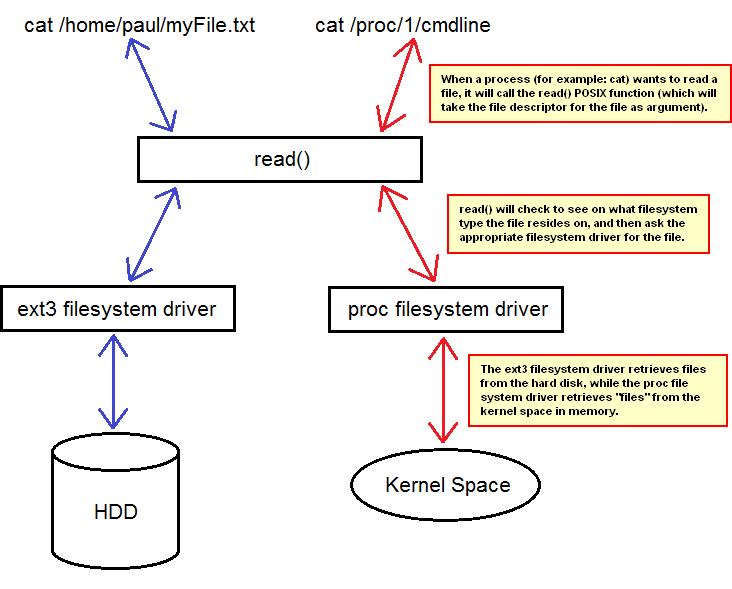 cat /home/paul/myFile.txt
cat /proc/1/cmdline
When a process (for example: cat) wants to read a
file, it will call the read() POSIX function (which will
take the file descriptor for the file as argument).
read()
read() will check to see on what filesystem
type the file resides on, and then ask the
appropriate filesystem driver for the file.
ext3 filesystem driver
proc filesystem driver
The ext3 filesystem driver retrieves files
from the hard disk, while the proc file
system driver retrieves "files" from the
kernel space in memory.
HDD
Kernel Space